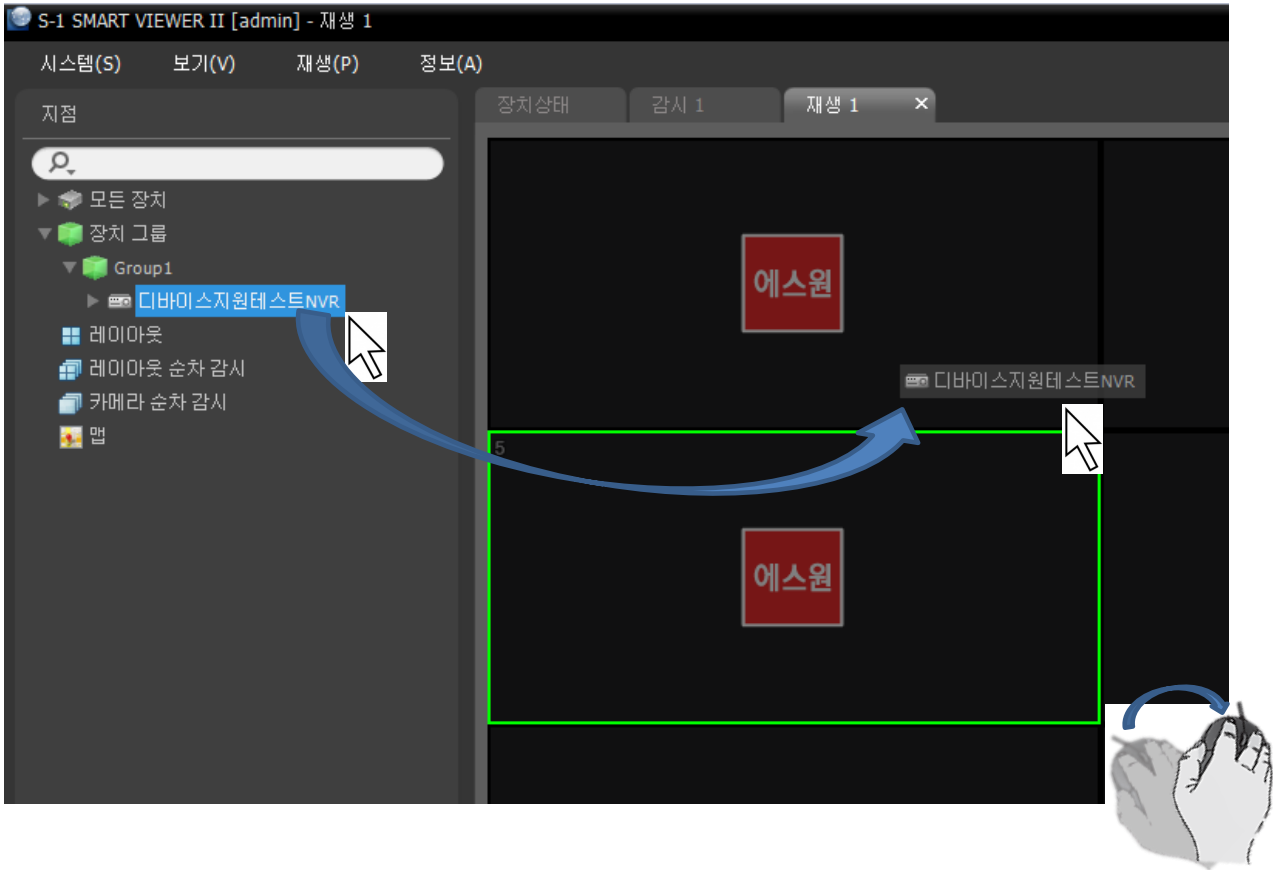 S-1 SMART VIEWER II [admin] - 재생 1
시스템(S) 보기(V) 재생(P) 정보(A)
지점
장치상태 감시 1 재생 1
모든 장치
장치 그룹
Group1
디바이스지원테스트NVR
레이아웃
레이아웃 순차 감시
카메라 순차 감시
맵
에스원
디바이스지원테스트NVR
5
에스원